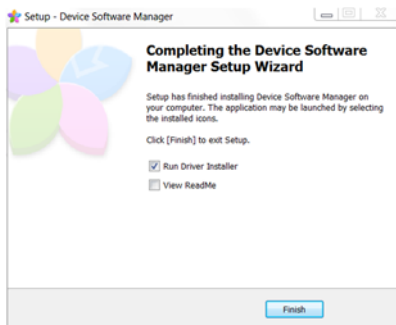 Setup - Device Software Manager
Completing the Device Software
Manager Setup Wizard
Setup has finished installing Device Software Manager on
your computer. The application may be launched by selecting
the installed icons.
Click [Finish] to exit Setup.
Run Driver Installer
View ReadMe
Finish